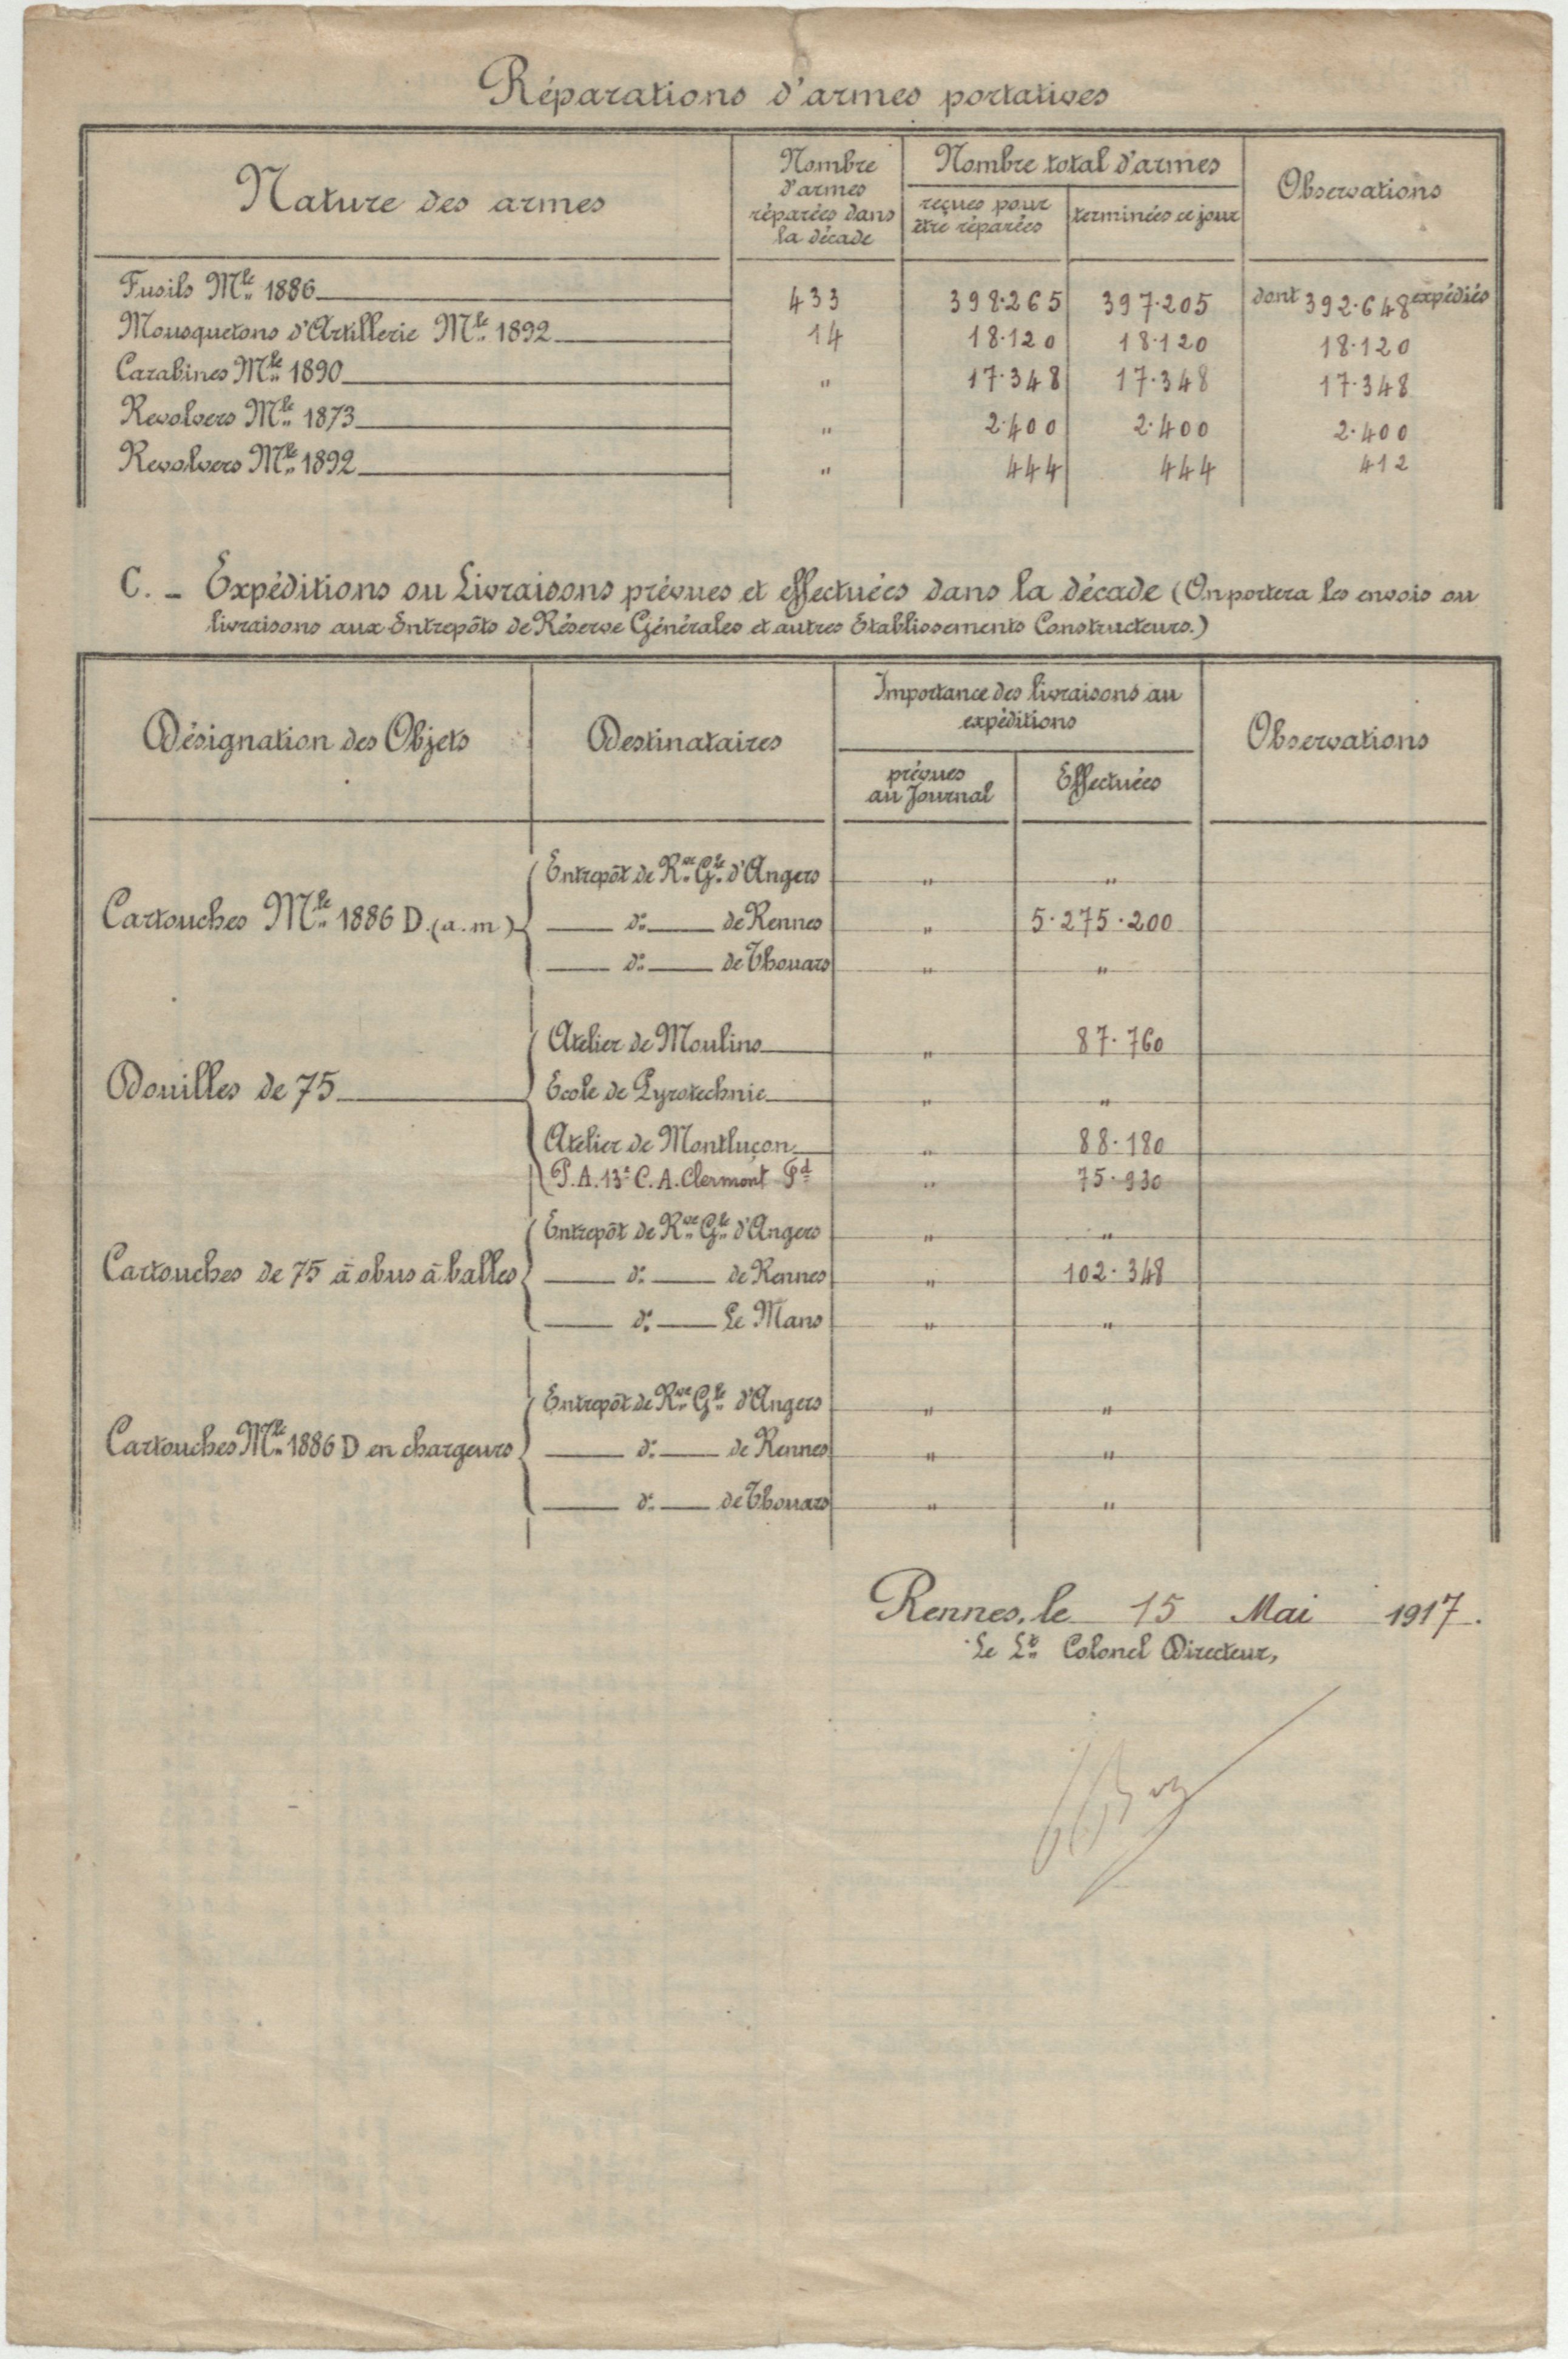 Réparations d'armes portatives
Nature des armes
Nombre
d'armes
réparées dans
la décade
Nombre total d'armes
reçues pour
être réparées
terminées ce jour
Observations
Fusils Mle 1886 433 398.265 397.205 dont 392.648 expédiés
Mousquetons d'Artillerie Mle 1892 14 18.120 18.120 18.120
Carabines Mle 1890 " 17.348 17.348 17.348
Revolvers Mle 1873 " 2.400 2.400 2.400
Revolvers Mle 1892 " 444 444 412
C. - Expéditions ou Livraisons prévues et effectuées dans la décade (On portera les envois ou
livraisons aux Entrepôts de Réserve Générales et autres Etablissements Constructeurs.)
Désignation des Objets
Destinataires
Importance des livraisons au
expéditions
prévues
au Journal
Effectuées
Observations
Cartouches Mle 1886 D.(a.m)
Entrepôt de Rve Gle d'Angers " "
do de Rennes " 5.275.200
do de Thouars " "
Douilles de 75
Atelier de Moulins " 87.760
Ecole de Pyrotechnie " "
Atelier de Montluçon " 88.180
P.A. 13e C.A. Clermont Fd " 75.930
Cartouches de 75 à obus à balles
Entrepôt de Rve Gle d'Angers " "
do de Rennes " 102.348
do Le Mans " "
Cartouches Mle 1886 D en chargeurs
Entrepôt de Rve Gle d'Angers " "
do de Rennes " "
do de Thouars " "
Rennes, le 15 Mai 1917.
Le Lt Colonel Directeur,